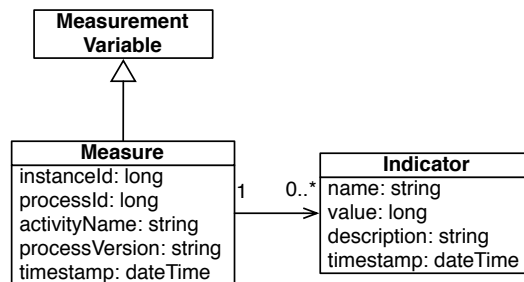 Measurement
Variable
Measure
instanceId: long
processId: long
activityName: string
processVersion: string
timestamp: dateTime
1
0..*
Indicator
name: string
value: long
description: string
timestamp: dateTime